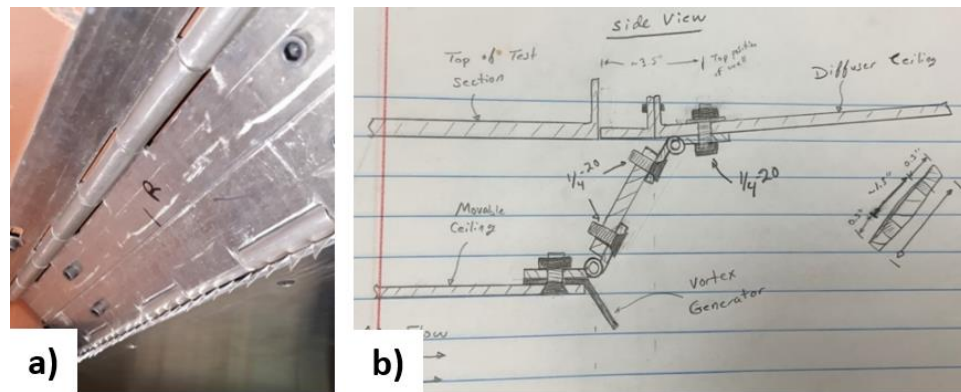 R
a)
b)
Side View
Top of Test
Section
~3.5"
Top position
of wall
Diffuser Ceiling
1/4-20
1/4-20
Movable
Ceiling
Vortex
Generator
Flow
0.5"
~1.5"
0.5"